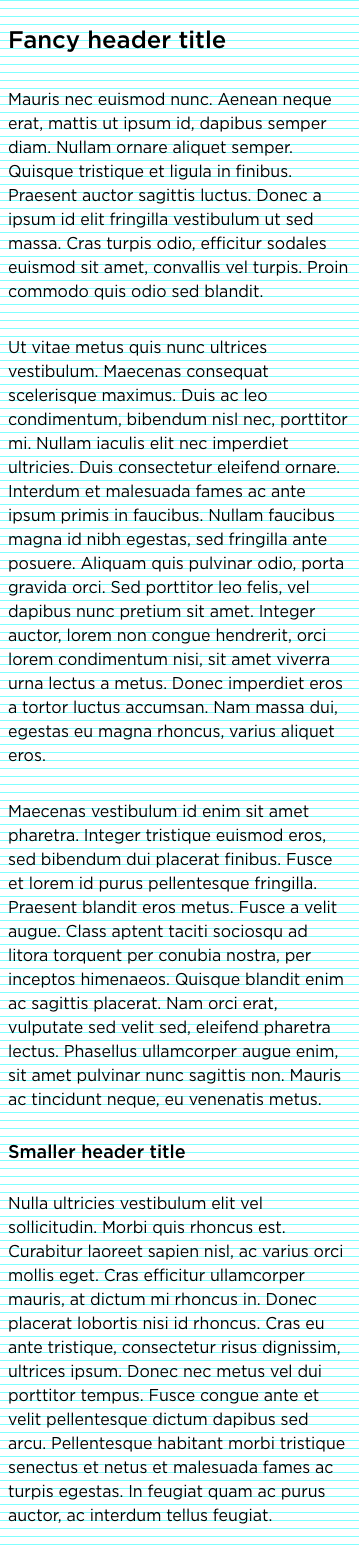 Fancy header title
Mauris nec euismod nunc. Aenean neque
erat, mattis ut ipsum id, dapibus semper
diam. Nullam ornare aliquet semper.
Quisque tristique et ligula in finibus.
Praesent auctor sagittis luctus. Donec a
ipsum id elit fringilla vestibulum ut sed
massa. Cras turpis odio, efficitur sodales
euismod sit amet, convallis vel turpis. Proin
commodo quis odio sed blandit.
Ut vitae metus quis nunc ultrices
vestibulum. Maecenas consequat
scelerisque maximus. Duis ac leo
condimentum, bibendum nisl nec, porttitor
mi. Nullam iaculis elit nec imperdiet
ultricies. Duis consectetur eleifend ornare.
Interdum et malesuada fames ac ante
ipsum primis in faucibus. Nullam faucibus
magna id nibh egestas, sed fringilla ante
posuere. Aliquam quis pulvinar odio, porta
gravida orci. Sed porttitor leo felis, vel
dapibus nunc pretium sit amet. Integer
auctor, lorem non congue hendrerit, orci
lorem condimentum nisi, sit amet viverra
urna lectus a metus. Donec imperdiet eros
a tortor luctus accumsan. Nam massa dui,
egestas eu magna rhoncus, varius aliquet
eros.
Maecenas vestibulum id enim sit amet
pharetra. Integer tristique euismod eros,
sed bibendum dui placerat finibus. Fusce
et lorem id purus pellentesque fringilla.
Praesent blandit eros metus. Fusce a velit
augue. Class aptent taciti sociosqu ad
litora torquent per conubia nostra, per
inceptos himenaeos. Quisque blandit enim
ac sagittis placerat. Nam orci erat,
vulputate sed velit sed, eleifend pharetra
lectus. Phasellus ullamcorper augue enim,
sit amet pulvinar nunc sagittis non. Mauris
ac tincidunt neque, eu venenatis metus.
Smaller header title
Nulla ultricies vestibulum elit vel
sollicitudin. Morbi quis rhoncus est.
Curabitur laoreet sapien nisl, ac varius orci
mollis eget. Cras efficitur ullamcorper
mauris, at dictum mi rhoncus in. Donec
placerat lobortis nisi id rhoncus. Cras eu
ante tristique, consectetur risus dignissim,
ultrices ipsum. Donec nec metus vel dui
porttitor tempus. Fusce congue ante et
velit pellentesque dictum dapibus sed
arcu. Pellentesque habitant morbi tristique
senectus et netus et malesuada fames ac
turpis egestas. In feugiat quam ac purus
auctor, ac interdum tellus feugiat.